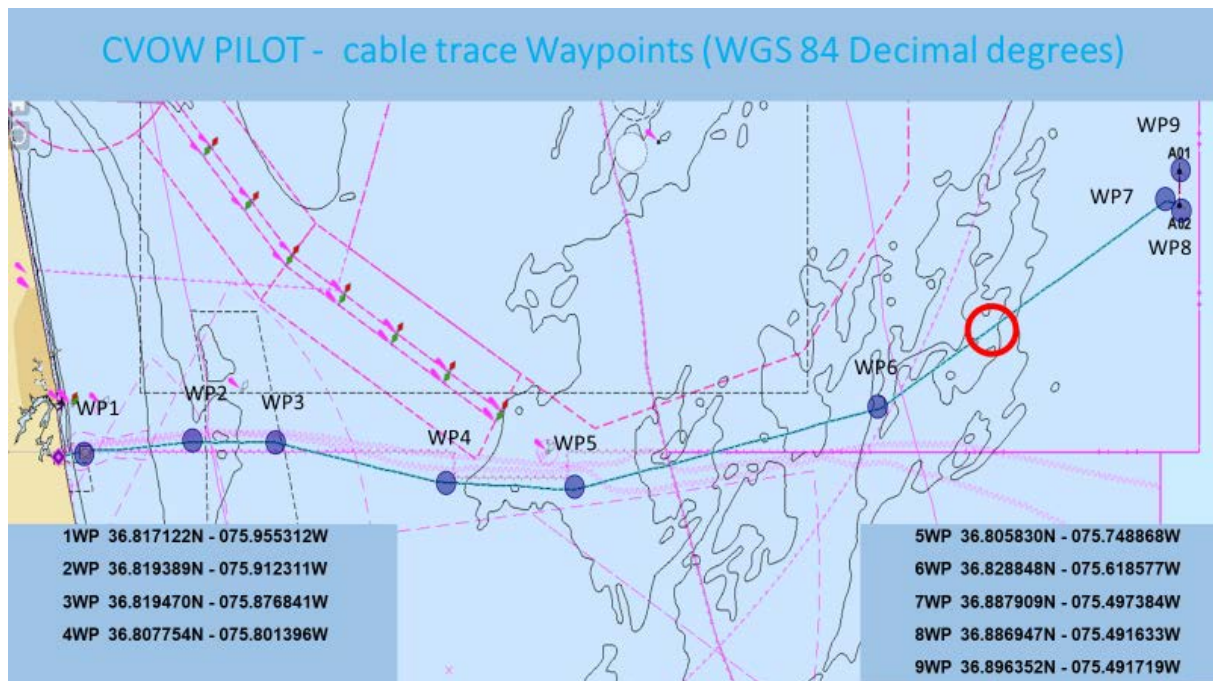 CVOW PILOT - cable trace Waypoints (WGS 84 Decimal degrees)
WP9
A01
WP7
A02
WP8
WP6
WP1
WP2
WP3
WP4
WP5
1WP 36.817122N - 075.955312W
2WP 36.819389N - 075.912311W
3WP 36.819470N - 075.876841W
4WP 36.807754N - 075.801396W
5WP 36.805830N - 075.748868W
6WP 36.828848N - 075.618577W
7WP 36.887909N - 075.497384W
8WP 36.886947N - 075.491633W
9WP 36.896352N - 075.491719W